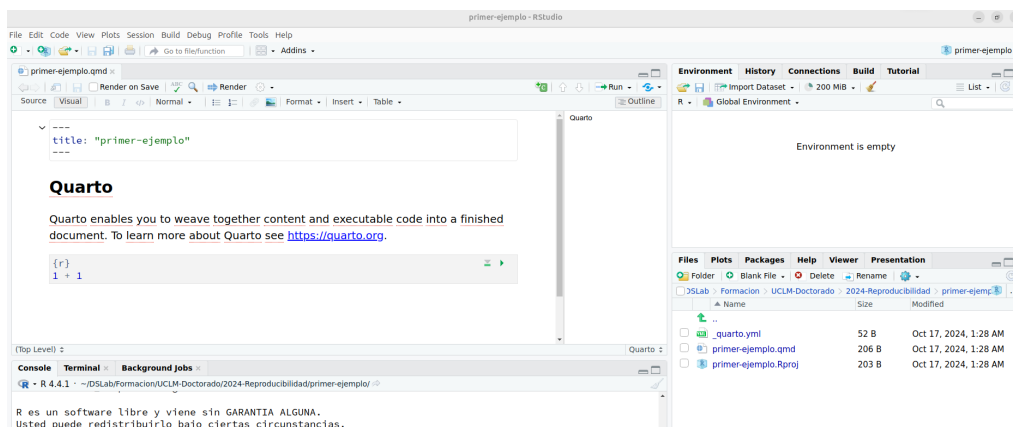 primer-ejemplo - RStudio
File Edit Code View Plots Session Build Debug Profile Tools Help
Go to file/function Addins primer-ejemplo
primer-ejemplo.qmd
Render on Save ABC Render Run
Source Visual B I </> Normal Format Insert Table Outline
---
title: "primer-ejemplo"
---
Quarto
Quarto enables you to weave together content and executable code into a finished
document. To learn more about Quarto see https://quarto.org.
{r}
1 + 1
Quarto
(Top Level) Quarto
Console Terminal Background Jobs
R 4.4.1 · ~/DSLab/Formacion/UCLM-Doctorado/2024-Reproducibilidad/primer-ejemplo/
R es un software libre y viene sin GARANTIA ALGUNA.
Usted puede redistribuirlo bajo ciertas circunstancias.
Environment History Connections Build Tutorial
Import Dataset 200 MiB List
R Global Environment
Environment is empty
Files Plots Packages Help Viewer Presentation
Folder Blank File Delete Rename
DSLab > Formacion > UCLM-Doctorado > 2024-Reproducibilidad > primer-ejemp
Name Size Modified
..
_quarto.yml 52 B Oct 17, 2024, 1:28 AM
primer-ejemplo.qmd 206 B Oct 17, 2024, 1:28 AM
primer-ejemplo.Rproj 203 B Oct 17, 2024, 1:28 AM